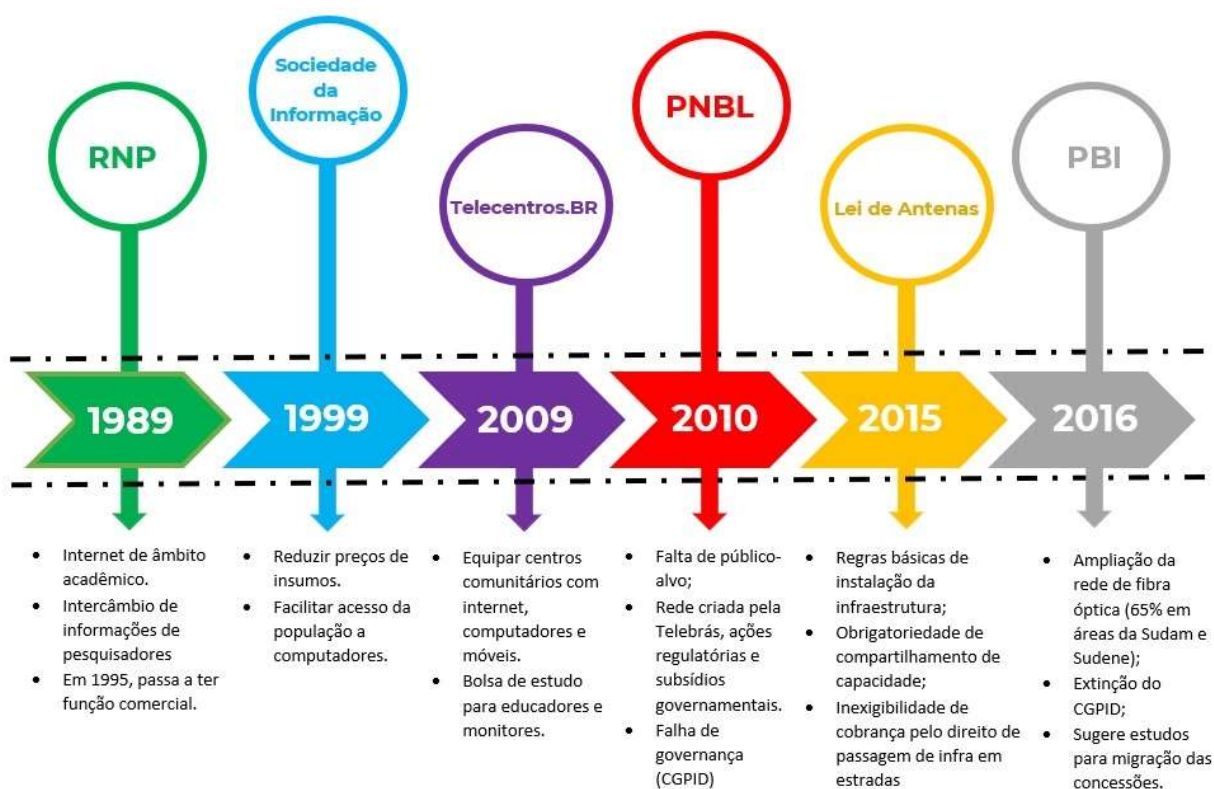 RNP
Sociedade
da
Informação
Telecentros.BR
PNBL
Lei de Antenas
PBI
1989
1999
2009
2010
2015
2016
• Internet de âmbito
acadêmico.
• Intercâmbio de
informações de
pesquisadores
• Em 1995, passa a ter
função comercial.
• Reduzir preços de
insumos.
• Facilitar acesso da
população a
computadores.
• Equipar centros
comunitários com
internet,
computadores e
móveis.
• Bolsa de estudo
para educadores e
monitores.
• Falta de público-
alvo;
• Rede criada pela
Telebrás, ações
regulatórias e
subsídios
governamentais.
• Falha de
governança
(CGPID)
• Regras básicas de
instalação da
infraestrutura;
• Obrigatoriedade de
compartilhamento de
capacidade;
• Inexigibilidade de
cobrança pelo direito de
passagem de infra em
estradas
• Ampliação da
rede de fibra
óptica (65% em
áreas da Sudam e
Sudene);
• Extinção do
CGPID;
• Sugere estudos
para migração das
concessões.